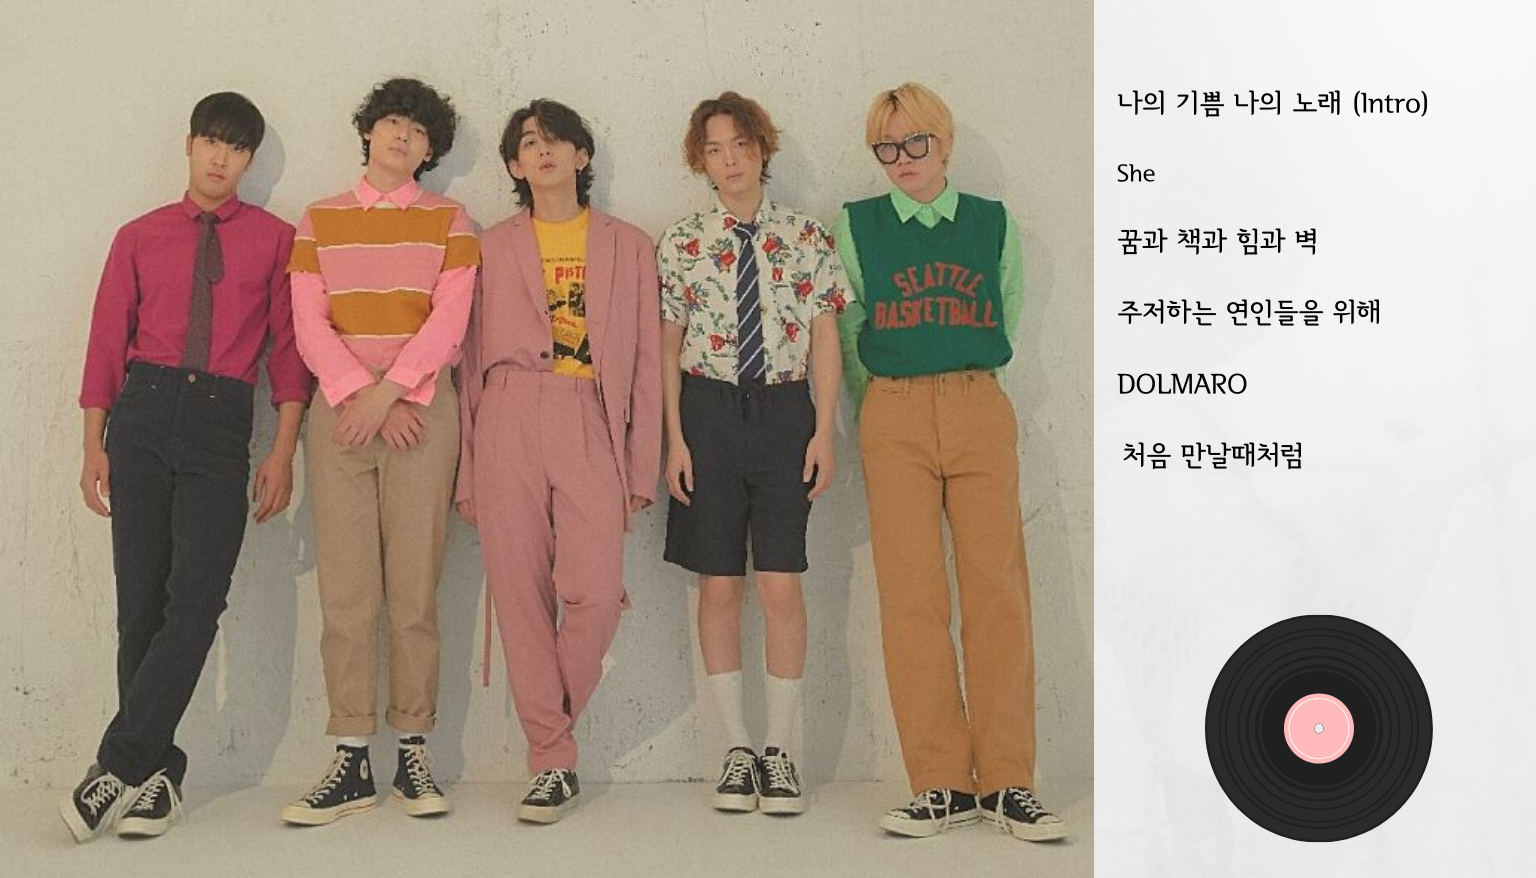 PISTO
SEATTLE
BASKETBALL
나의 기쁨 나의 노래 (Intro)
She
꿈과 책과 힘과 벽
주저하는 연인들을 위해
DOLMARO
처음 만날때처럼